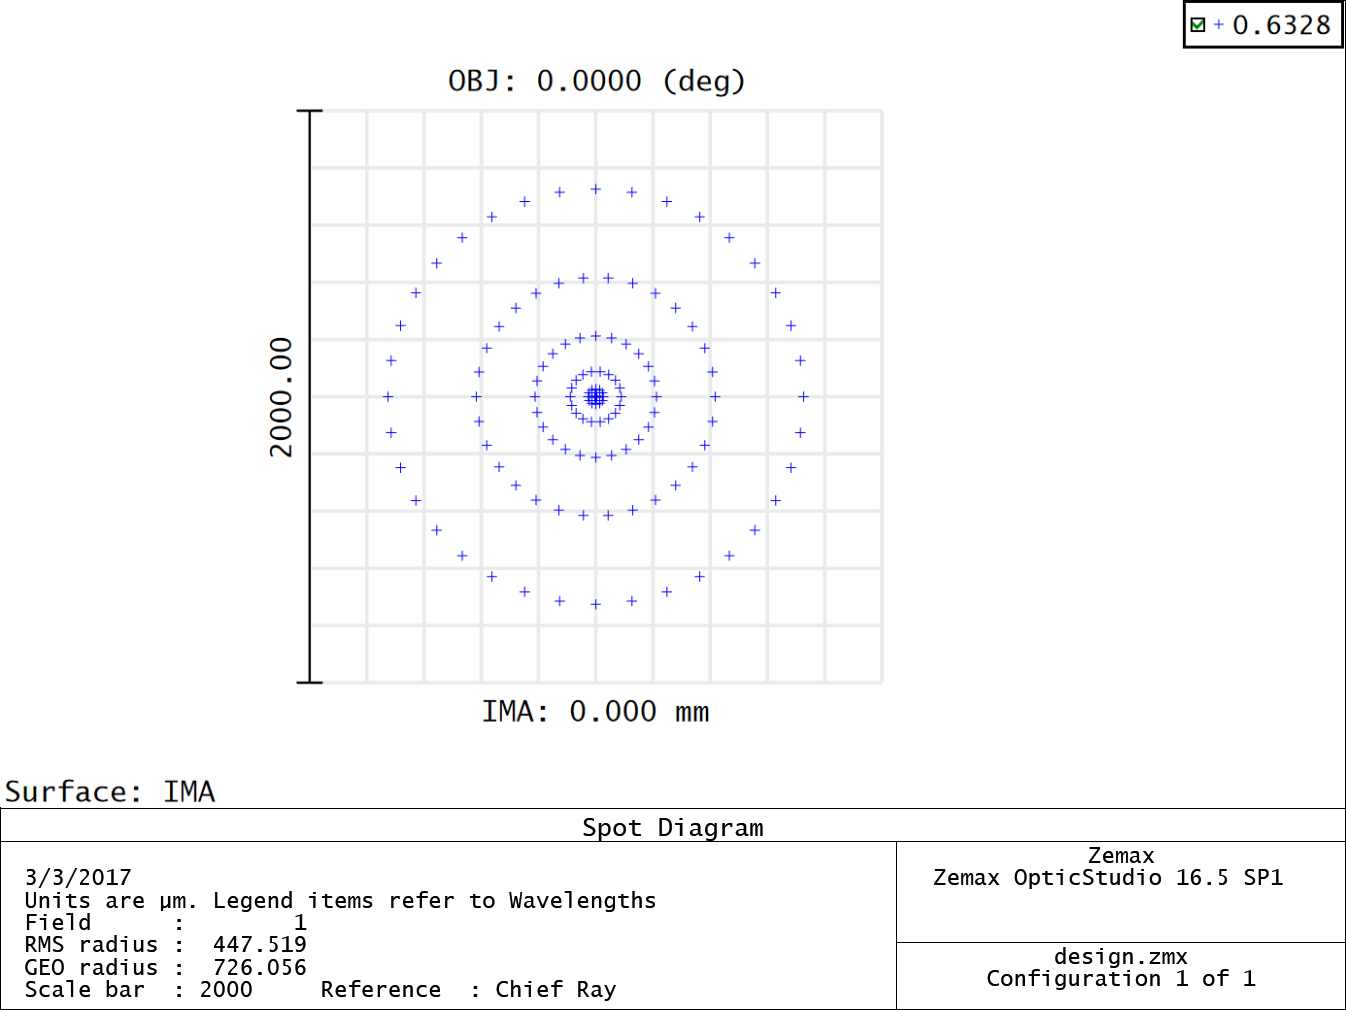 + 0.6328
OBJ: 0.0000 (deg)
2000.00
IMA: 0.000 mm
Surface: IMA
Spot Diagram
3/3/2017
Units are µm. Legend items refer to Wavelengths
Field : 1
RMS radius : 447.519
GEO radius : 726.056
Scale bar : 2000 Reference : Chief Ray
Zemax
Zemax OpticStudio 16.5 SP1
design.zmx
Configuration 1 of 1